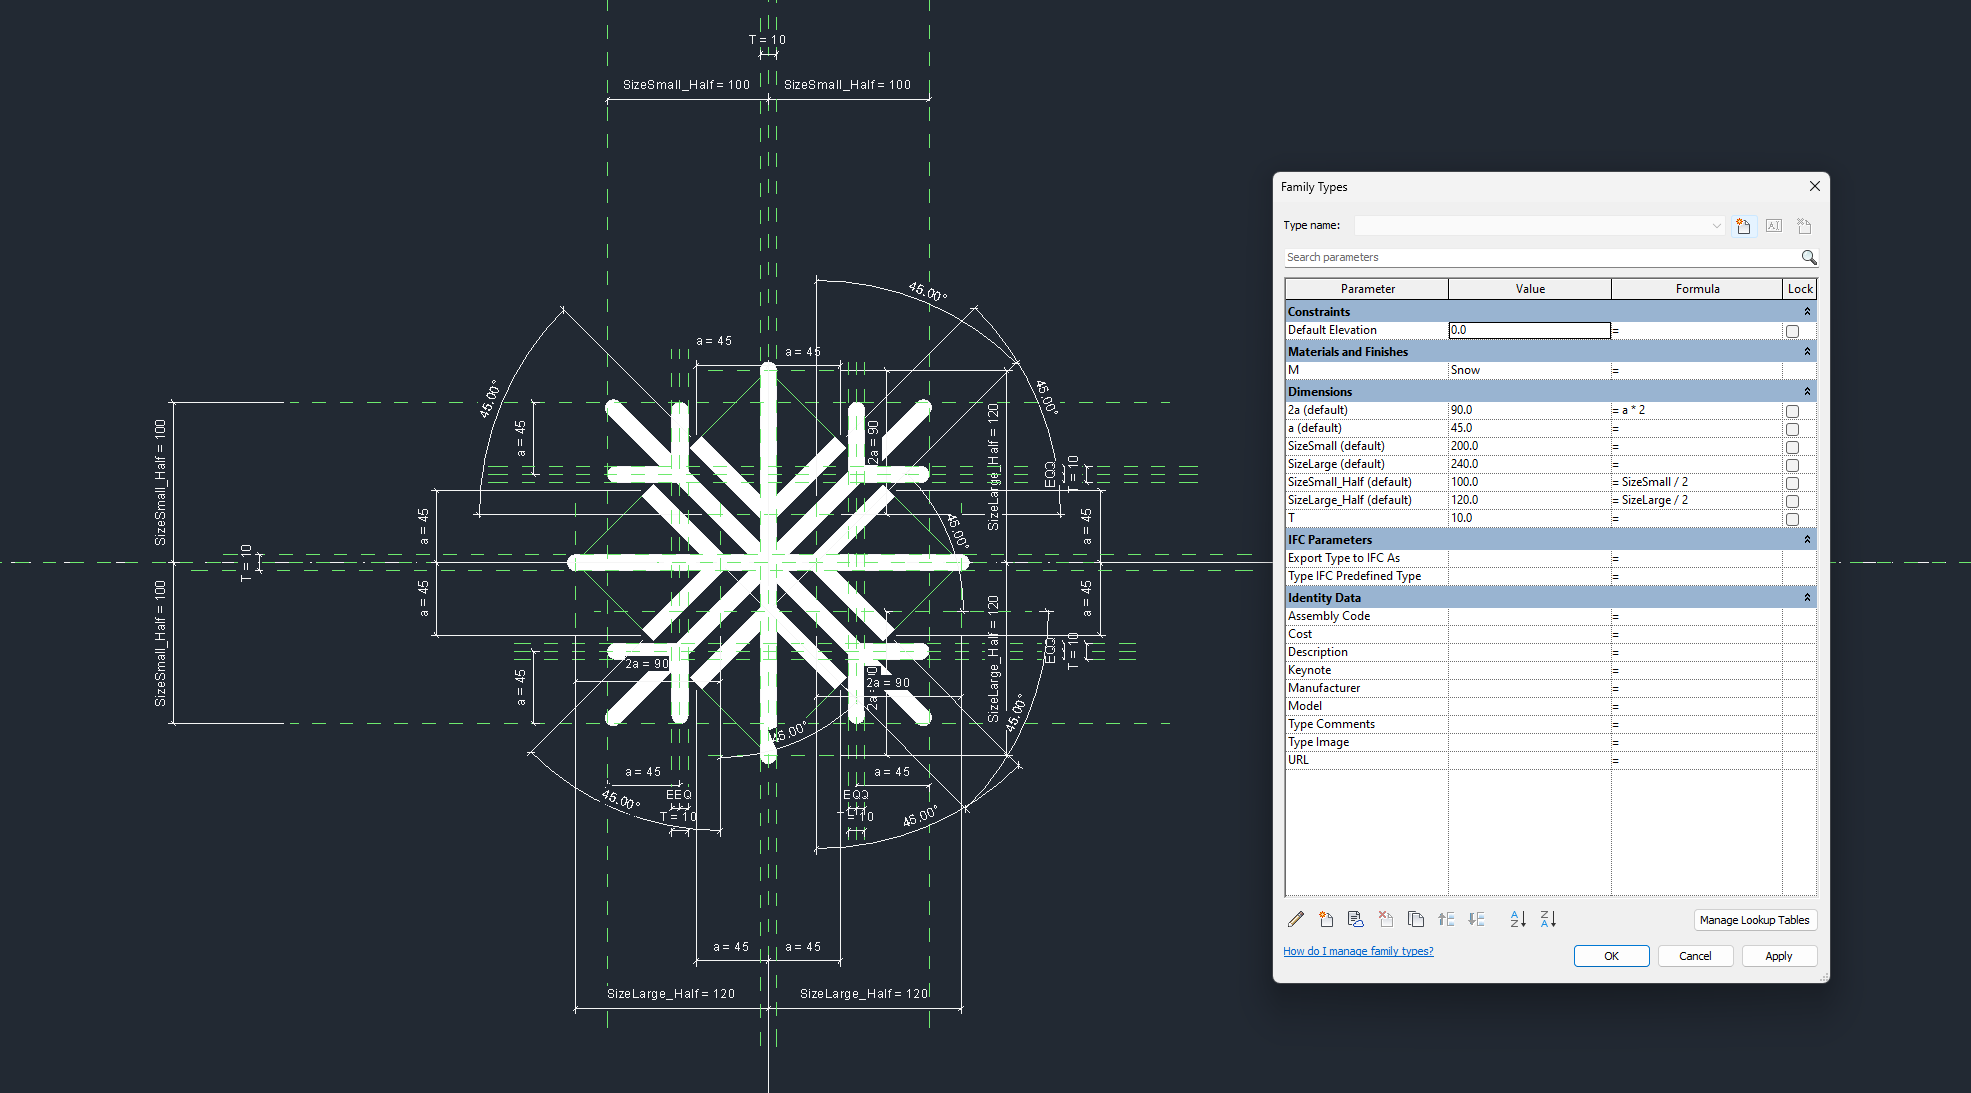 T = 10
SizeSmall_Half = 100
SizeSmall_Half = 100
45.00°
a = 45
a = 45
45.00°
45.00°
SizeSmall_Half = 100
a = 45
2a = 90
SizeLarge_Half = 120
EQQ
T = 10
T = 10
a = 45
45.00°
a = 45
SizeSmall_Half = 100
a = 45
a = 45
SizeLarge_Half = 120
EQQ
T = 10
a = 45
2a = 90
2a = 90
45.00°
45.00°
a = 45
a = 45
45.00°
EEQ
EQQ
T = 10
T = 10
45.00°
a = 45
a = 45
SizeLarge_Half = 120
SizeLarge_Half = 120
Family Types
Type name:
Search parameters
Parameter Value Formula Lock
Constraints
Default Elevation 0.0 =
Materials and Finishes
M Snow =
Dimensions
2a (default) 90.0 = a * 2
a (default) 45.0 =
SizeSmall (default) 200.0 =
SizeLarge (default) 240.0 =
SizeSmall_Half (default) 100.0 = SizeSmall / 2
SizeLarge_Half (default) 120.0 = SizeLarge / 2
T 10.0 =
IFC Parameters
Export Type to IFC As =
Type IFC Predefined Type =
Identity Data
Assembly Code =
Cost =
Description =
Keynote =
Manufacturer =
Model =
Type Comments =
Type Image =
URL =
Manage Lookup Tables
How do I manage family types?
OK Cancel Apply